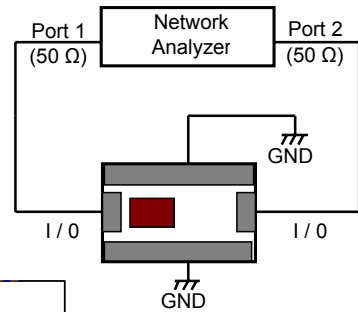 Port 1
(50 Ω)
Network
Analyzer
Port 2
(50 Ω)
GND
I / 0
I / 0
GND